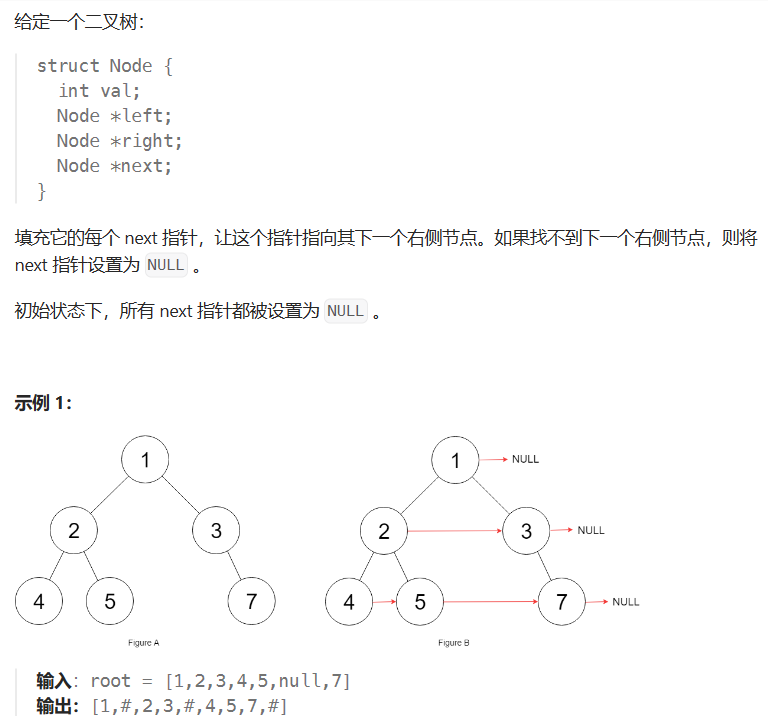 给定一个二叉树：
struct Node {
  int val;
  Node *left;
  Node *right;
  Node *next;
}
填充它的每个 next 指针，让这个指针指向其下一个右侧节点。如果找不到下一个右侧节点，则将
next 指针设置为 NULL 。
初始状态下，所有 next 指针都被设置为 NULL 。
示例 1：
1
2
3
4
5
7
Figure A
1
NULL
2
3
NULL
4
5
7
NULL
Figure B
输入: root = [1,2,3,4,5,null,7]
输出: [1,#,2,3,#,4,5,7,#]